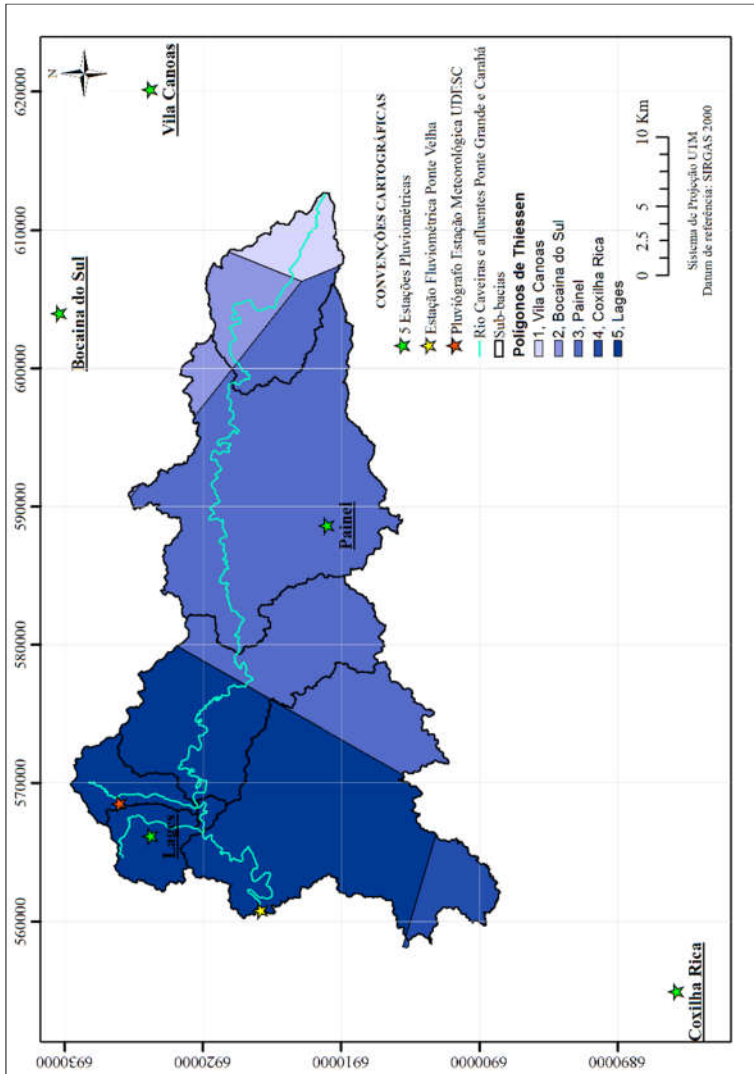 N
Bocaina do Sul
Vila Canoas
Painel
Lages
Coxilha Rica
620000
610000
600000
590000
580000
570000
560000
6930000
6920000
6910000
6900000
6890000
CONVENÇÕES CARTOGRÁFICAS
5 Estações Pluviométricas
Estação Fluviométrica Ponte Velha
Pluviógrafo Estação Meteorológica UDESC
Rio Caveiras e afluentes Ponte Grande e Carahá
Sub-bacias
Polígonos de Thiessen
1, Vila Canoas
2, Bocaina do Sul
3, Painel
4, Coxilha Rica
5, Lages
0 2.5 5 10 Km
Sistema de Projeção UTM
Datum de referência: SIRGAS 2000